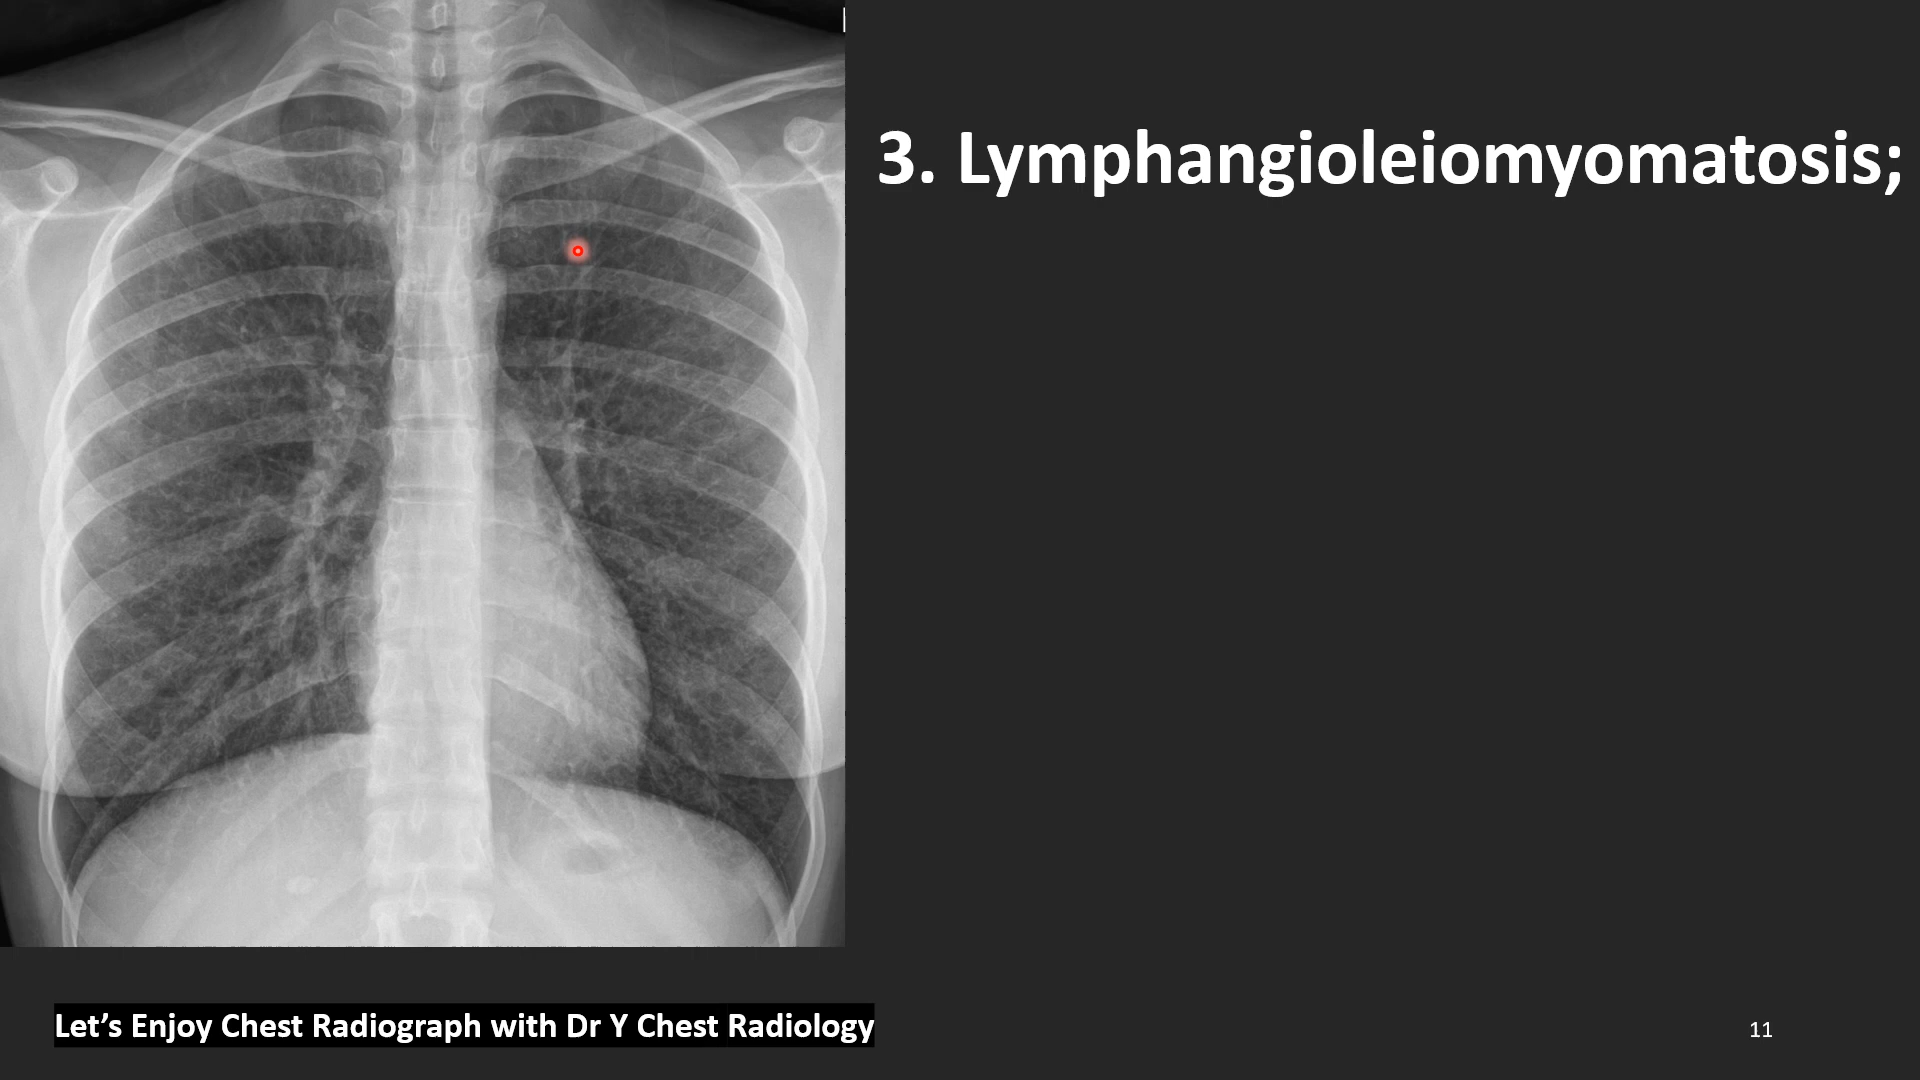 3. Lymphangioleiomyomatosis;
Let’s Enjoy Chest Radiograph with Dr Y Chest Radiology
11